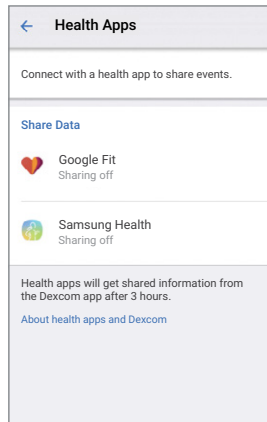 Health Apps
Connect with a health app to share events.
Share Data
Google Fit
Sharing off
Samsung Health
Sharing off
Health apps will get shared information from
the Dexcom app after 3 hours.
About health apps and Dexcom